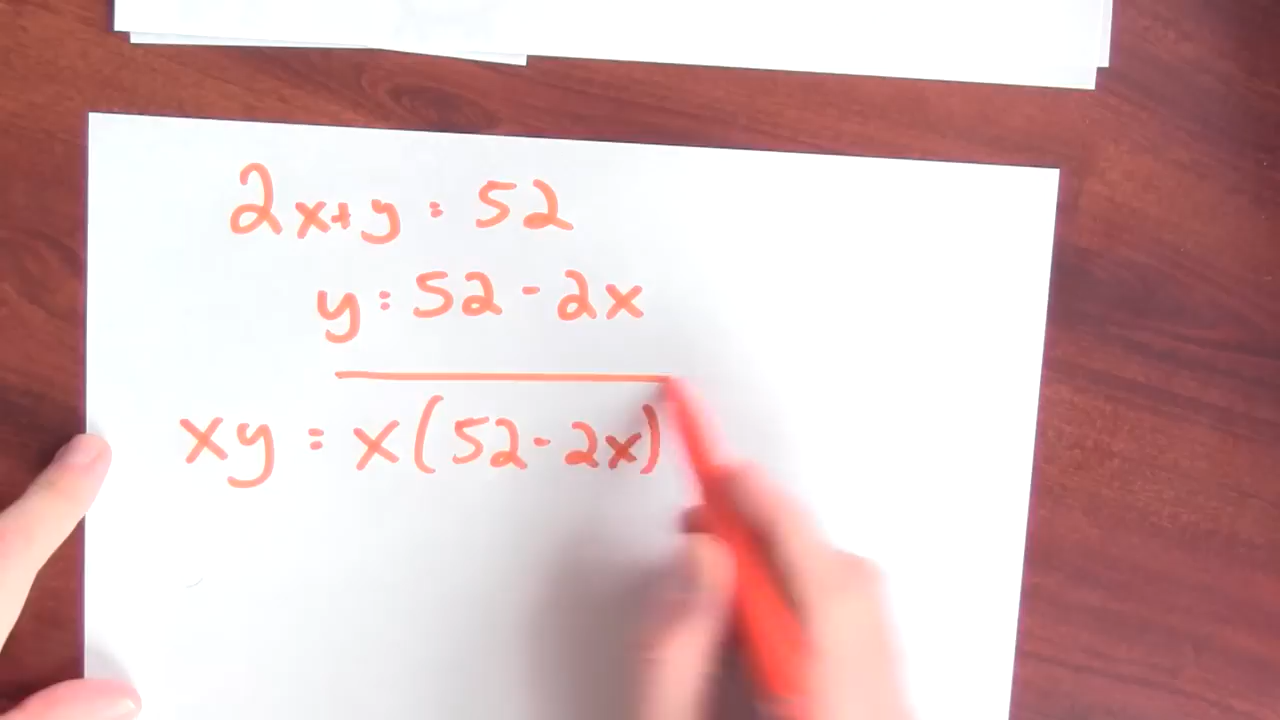 2x+y = 52
y = 52 - 2x
xy = x(52-2x)